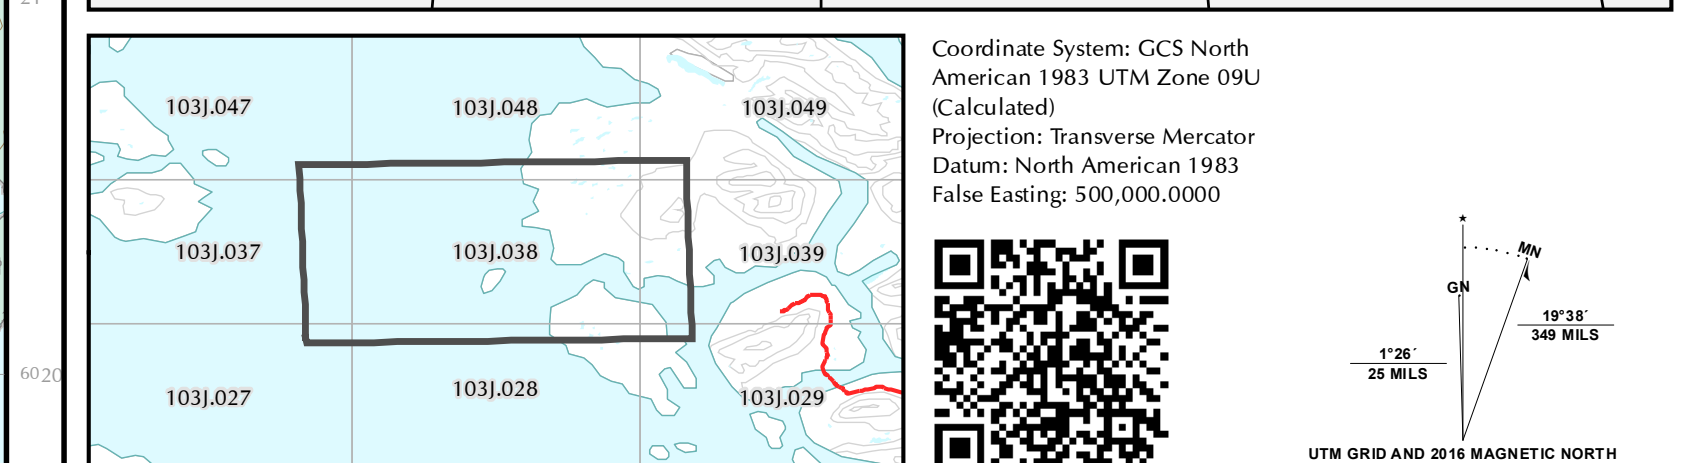 103J.047
103J.048
103J.049
103J.037
103J.038
103J.039
6020
103J.027
103J.028
103J.029
Coordinate System: GCS North
American 1983 UTM Zone 09U
(Calculated)
Projection: Transverse Mercator
Datum: North American 1983
False Easting: 500,000.0000
MN
GN
19°38´
349 MILS
1°26´
25 MILS
UTM GRID AND 2016 MAGNETIC NORTH